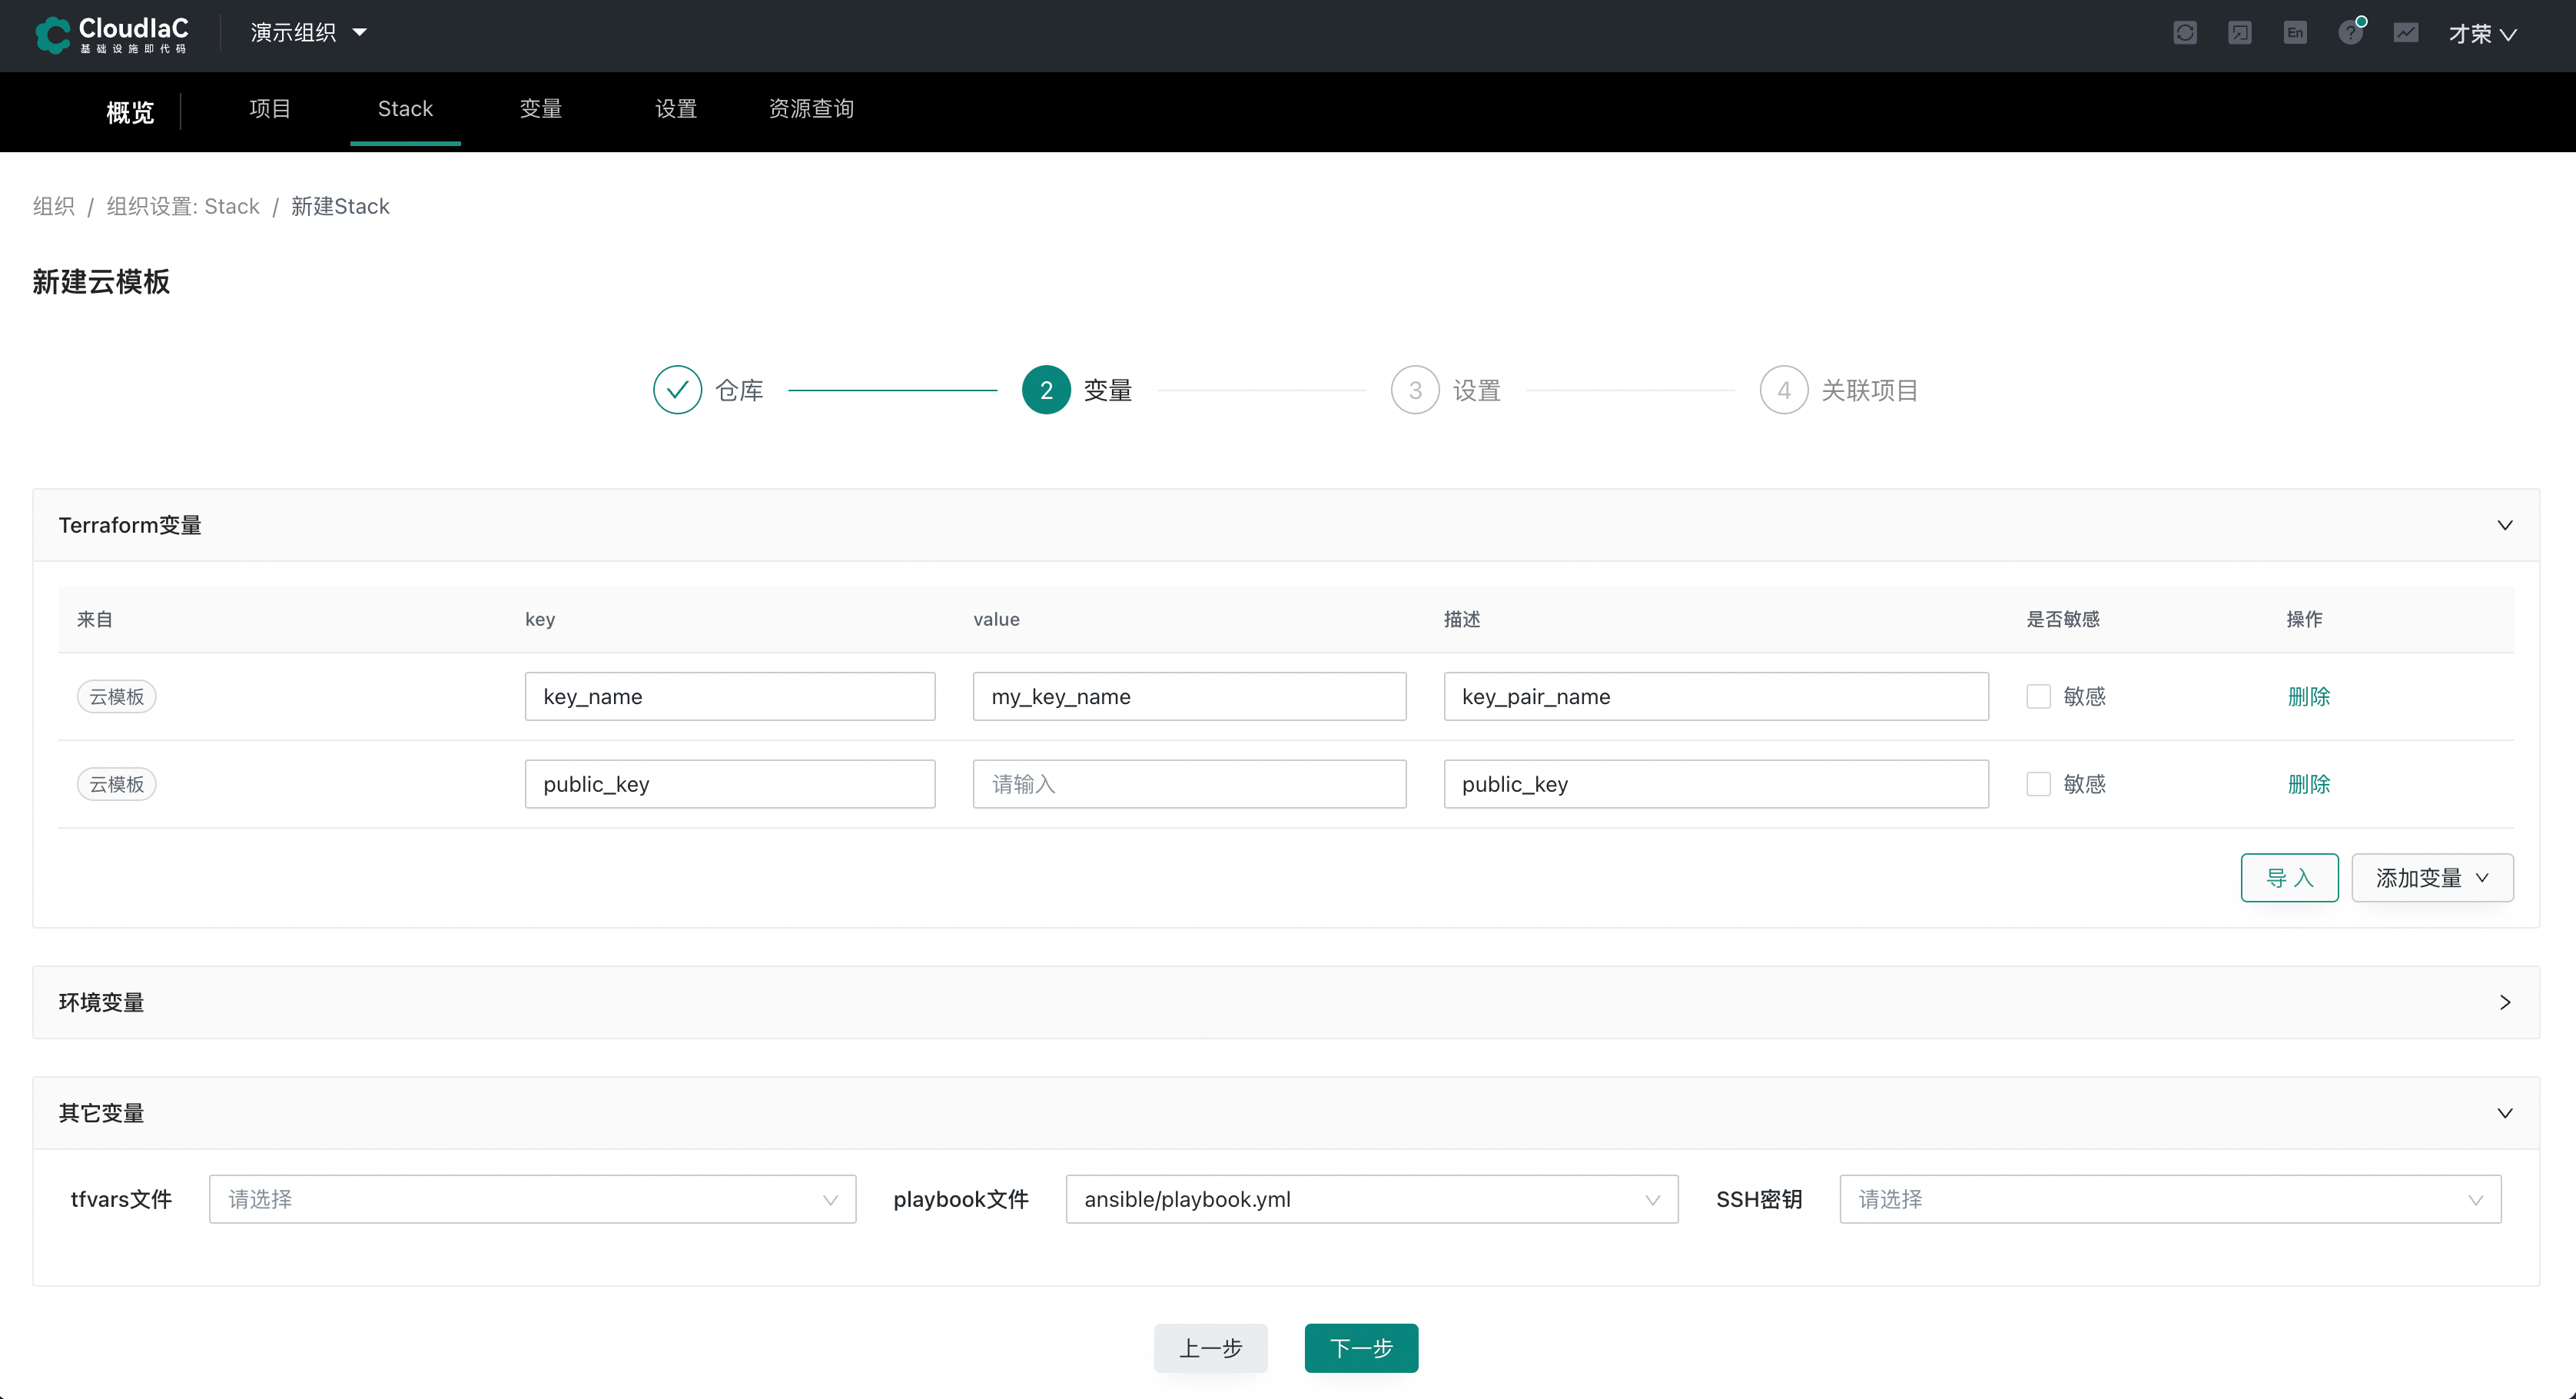 CloudIaC
基础设施即代码
演示组织
En
?
才荣
概览 项目 Stack 变量 设置 资源查询
组织 / 组织设置: Stack / 新建Stack
新建云模板
仓库 2 变量 3 设置 4 关联项目
Terraform变量
来自 key value 描述 是否敏感 操作
云模板 key_name my_key_name key_pair_name 敏感 删除
云模板 public_key 请输入 public_key 敏感 删除
导入 添加变量
环境变量
其它变量
tfvars文件 请选择 playbook文件 ansible/playbook.yml SSH密钥 请选择
上一步 下一步